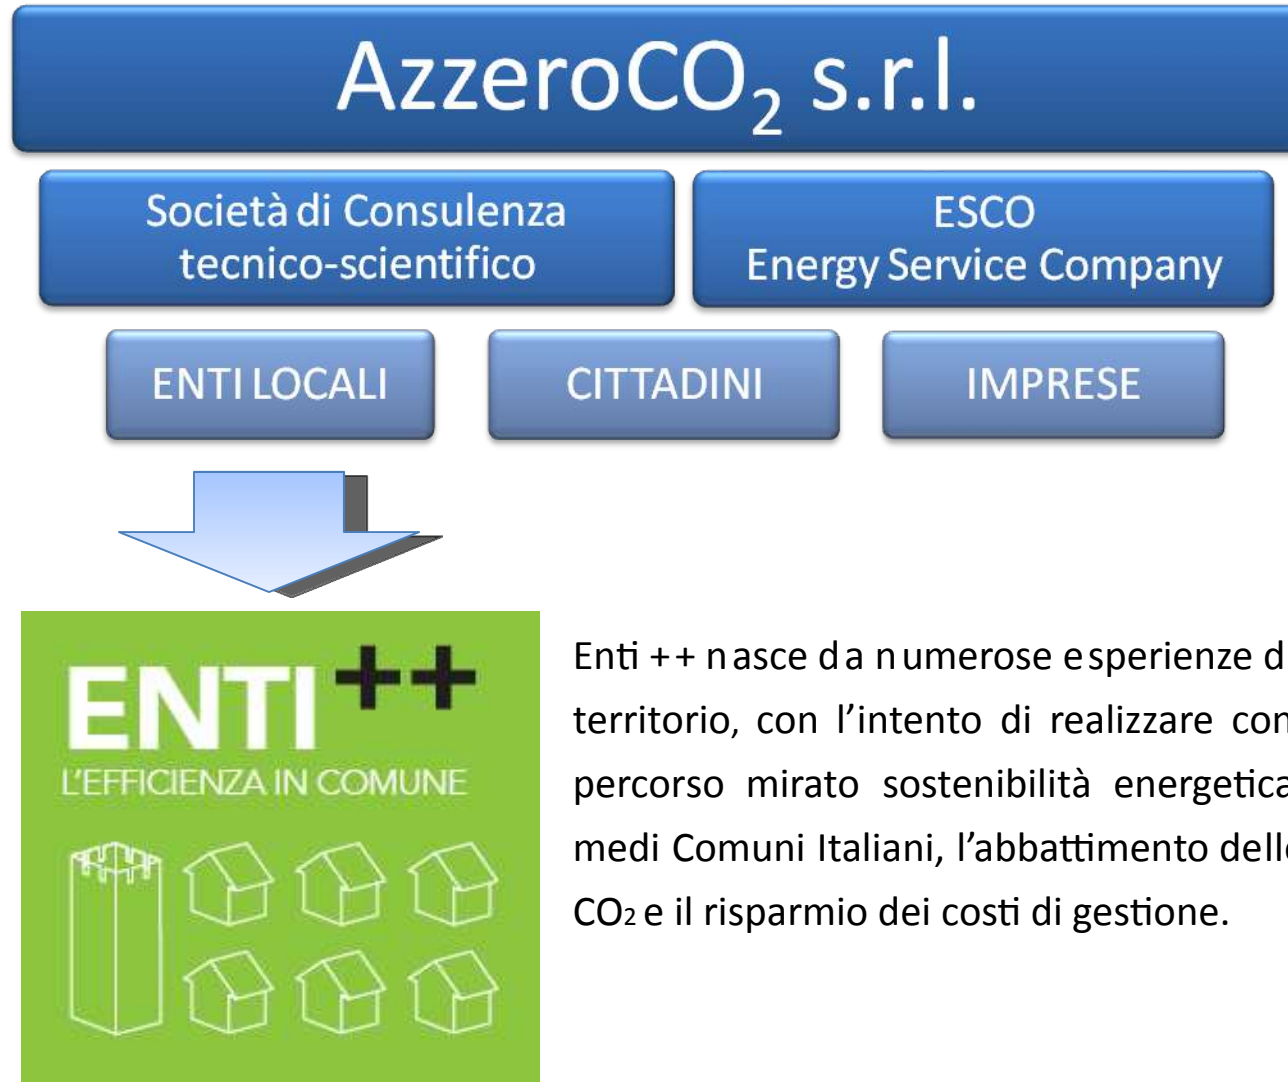 AzzeroCO₂ s.r.l.
Società di Consulenza
tecnico-scientifico
ESCO
Energy Service Company
ENTI LOCALI
CITTADINI
IMPRESE
ENTI++
L'EFFICIENZA IN COMUNE
Enti ++ nasce da numerose esperienze d
territorio, con l’intento di realizzare con
percorso mirato sostenibilità energetica
medi Comuni Italiani, l’abbattimento delle
CO₂ e il risparmio dei costi di gestione.